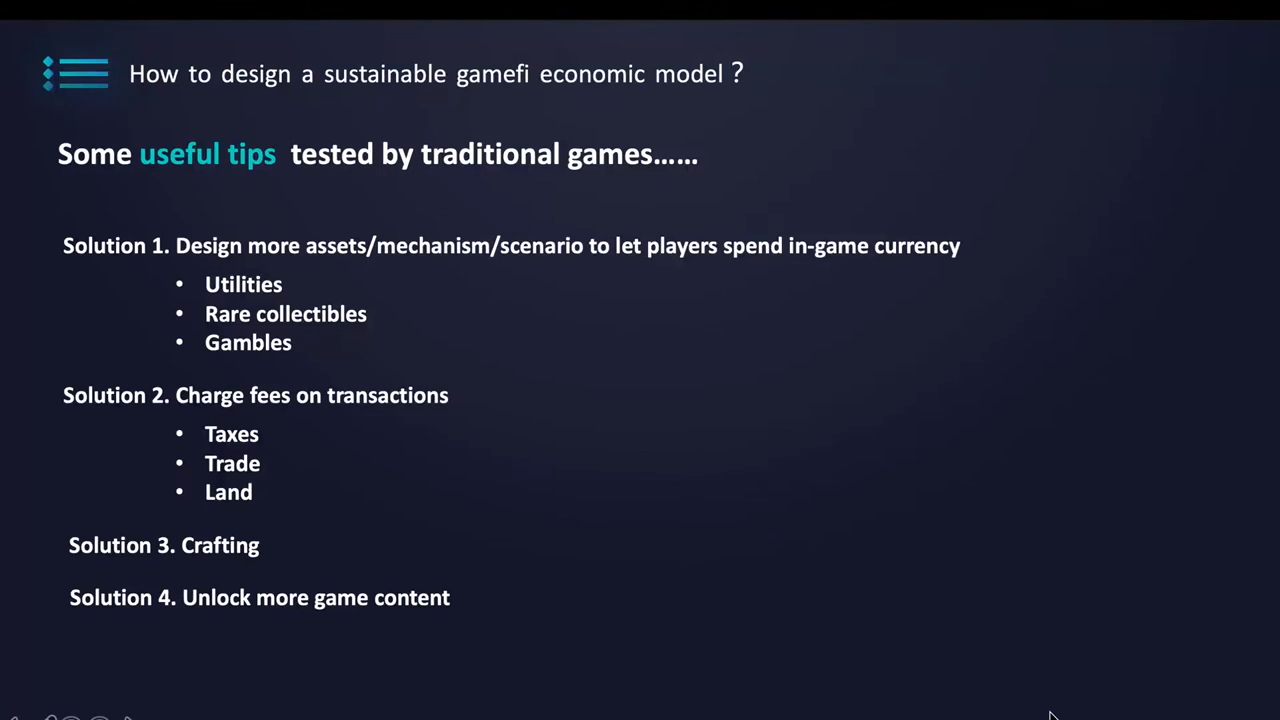 How to design a sustainable gamefi economic model？
Some useful tips tested by traditional games……
Solution 1. Design more assets/mechanism/scenario to let players spend in-game currency
• Utilities
• Rare collectibles
• Gambles
Solution 2. Charge fees on transactions
• Taxes
• Trade
• Land
Solution 3. Crafting
Solution 4. Unlock more game content